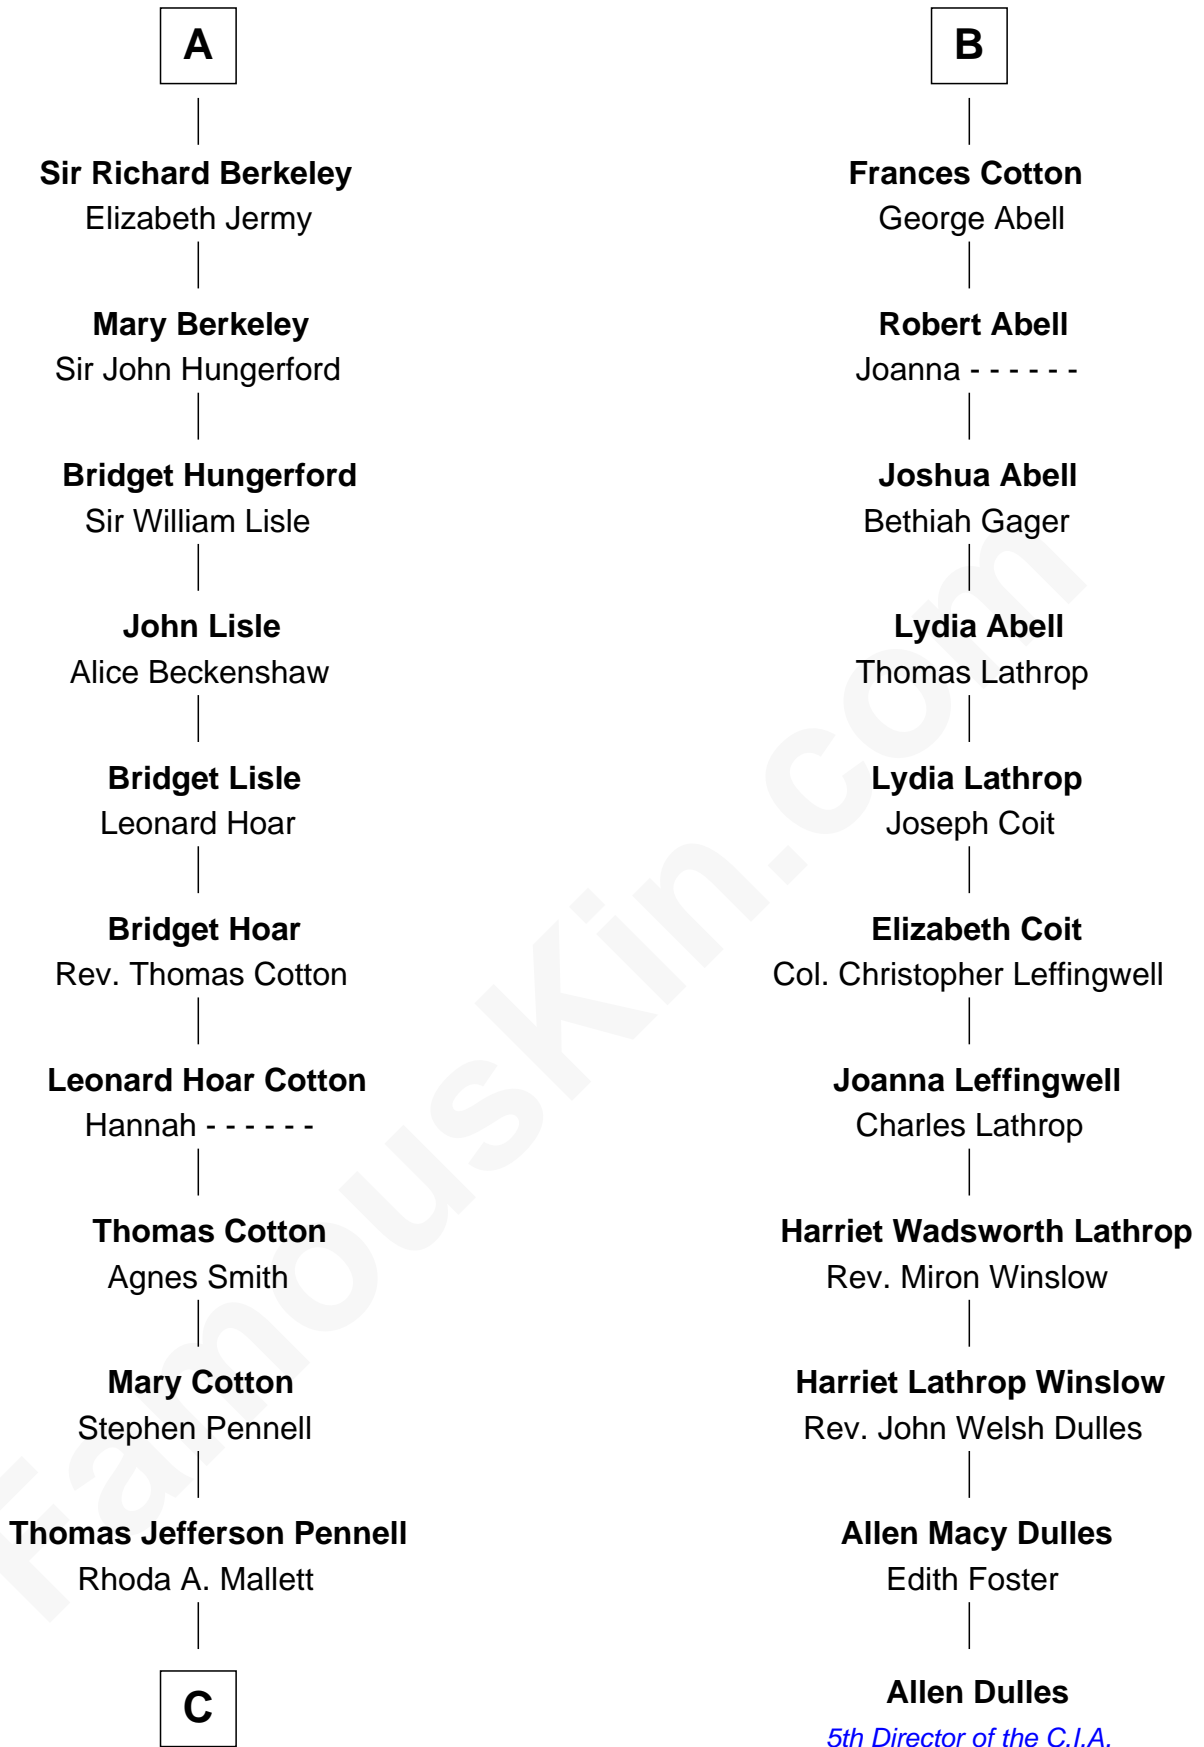 A
Sir Richard Berkeley
Elizabeth Jermy
Mary Berkeley
Sir John Hungerford
Bridget Hungerford
Sir William Lisle
John Lisle
Alice Beckenshaw
Bridget Lisle
Leonard Hoar
Bridget Hoar
Rev. Thomas Cotton
Leonard Hoar Cotton
Hannah - - - - - -
Thomas Cotton
Agnes Smith
Mary Cotton
Stephen Pennell
Thomas Jefferson Pennell
Rhoda A. Mallett
C
B
Frances Cotton
George Abell
Robert Abell
Joanna - - - - - -
Joshua Abell
Bethiah Gager
Lydia Abell
Thomas Lathrop
Lydia Lathrop
Joseph Coit
Elizabeth Coit
Col. Christopher Leffingwell
Joanna Leffingwell
Charles Lathrop
Harriet Wadsworth Lathrop
Rev. Miron Winslow
Harriet Lathrop Winslow
Rev. John Welsh Dulles
Allen Macy Dulles
Edith Foster
Allen Dulles
5th Director of the C.I.A.
FamousKin.com